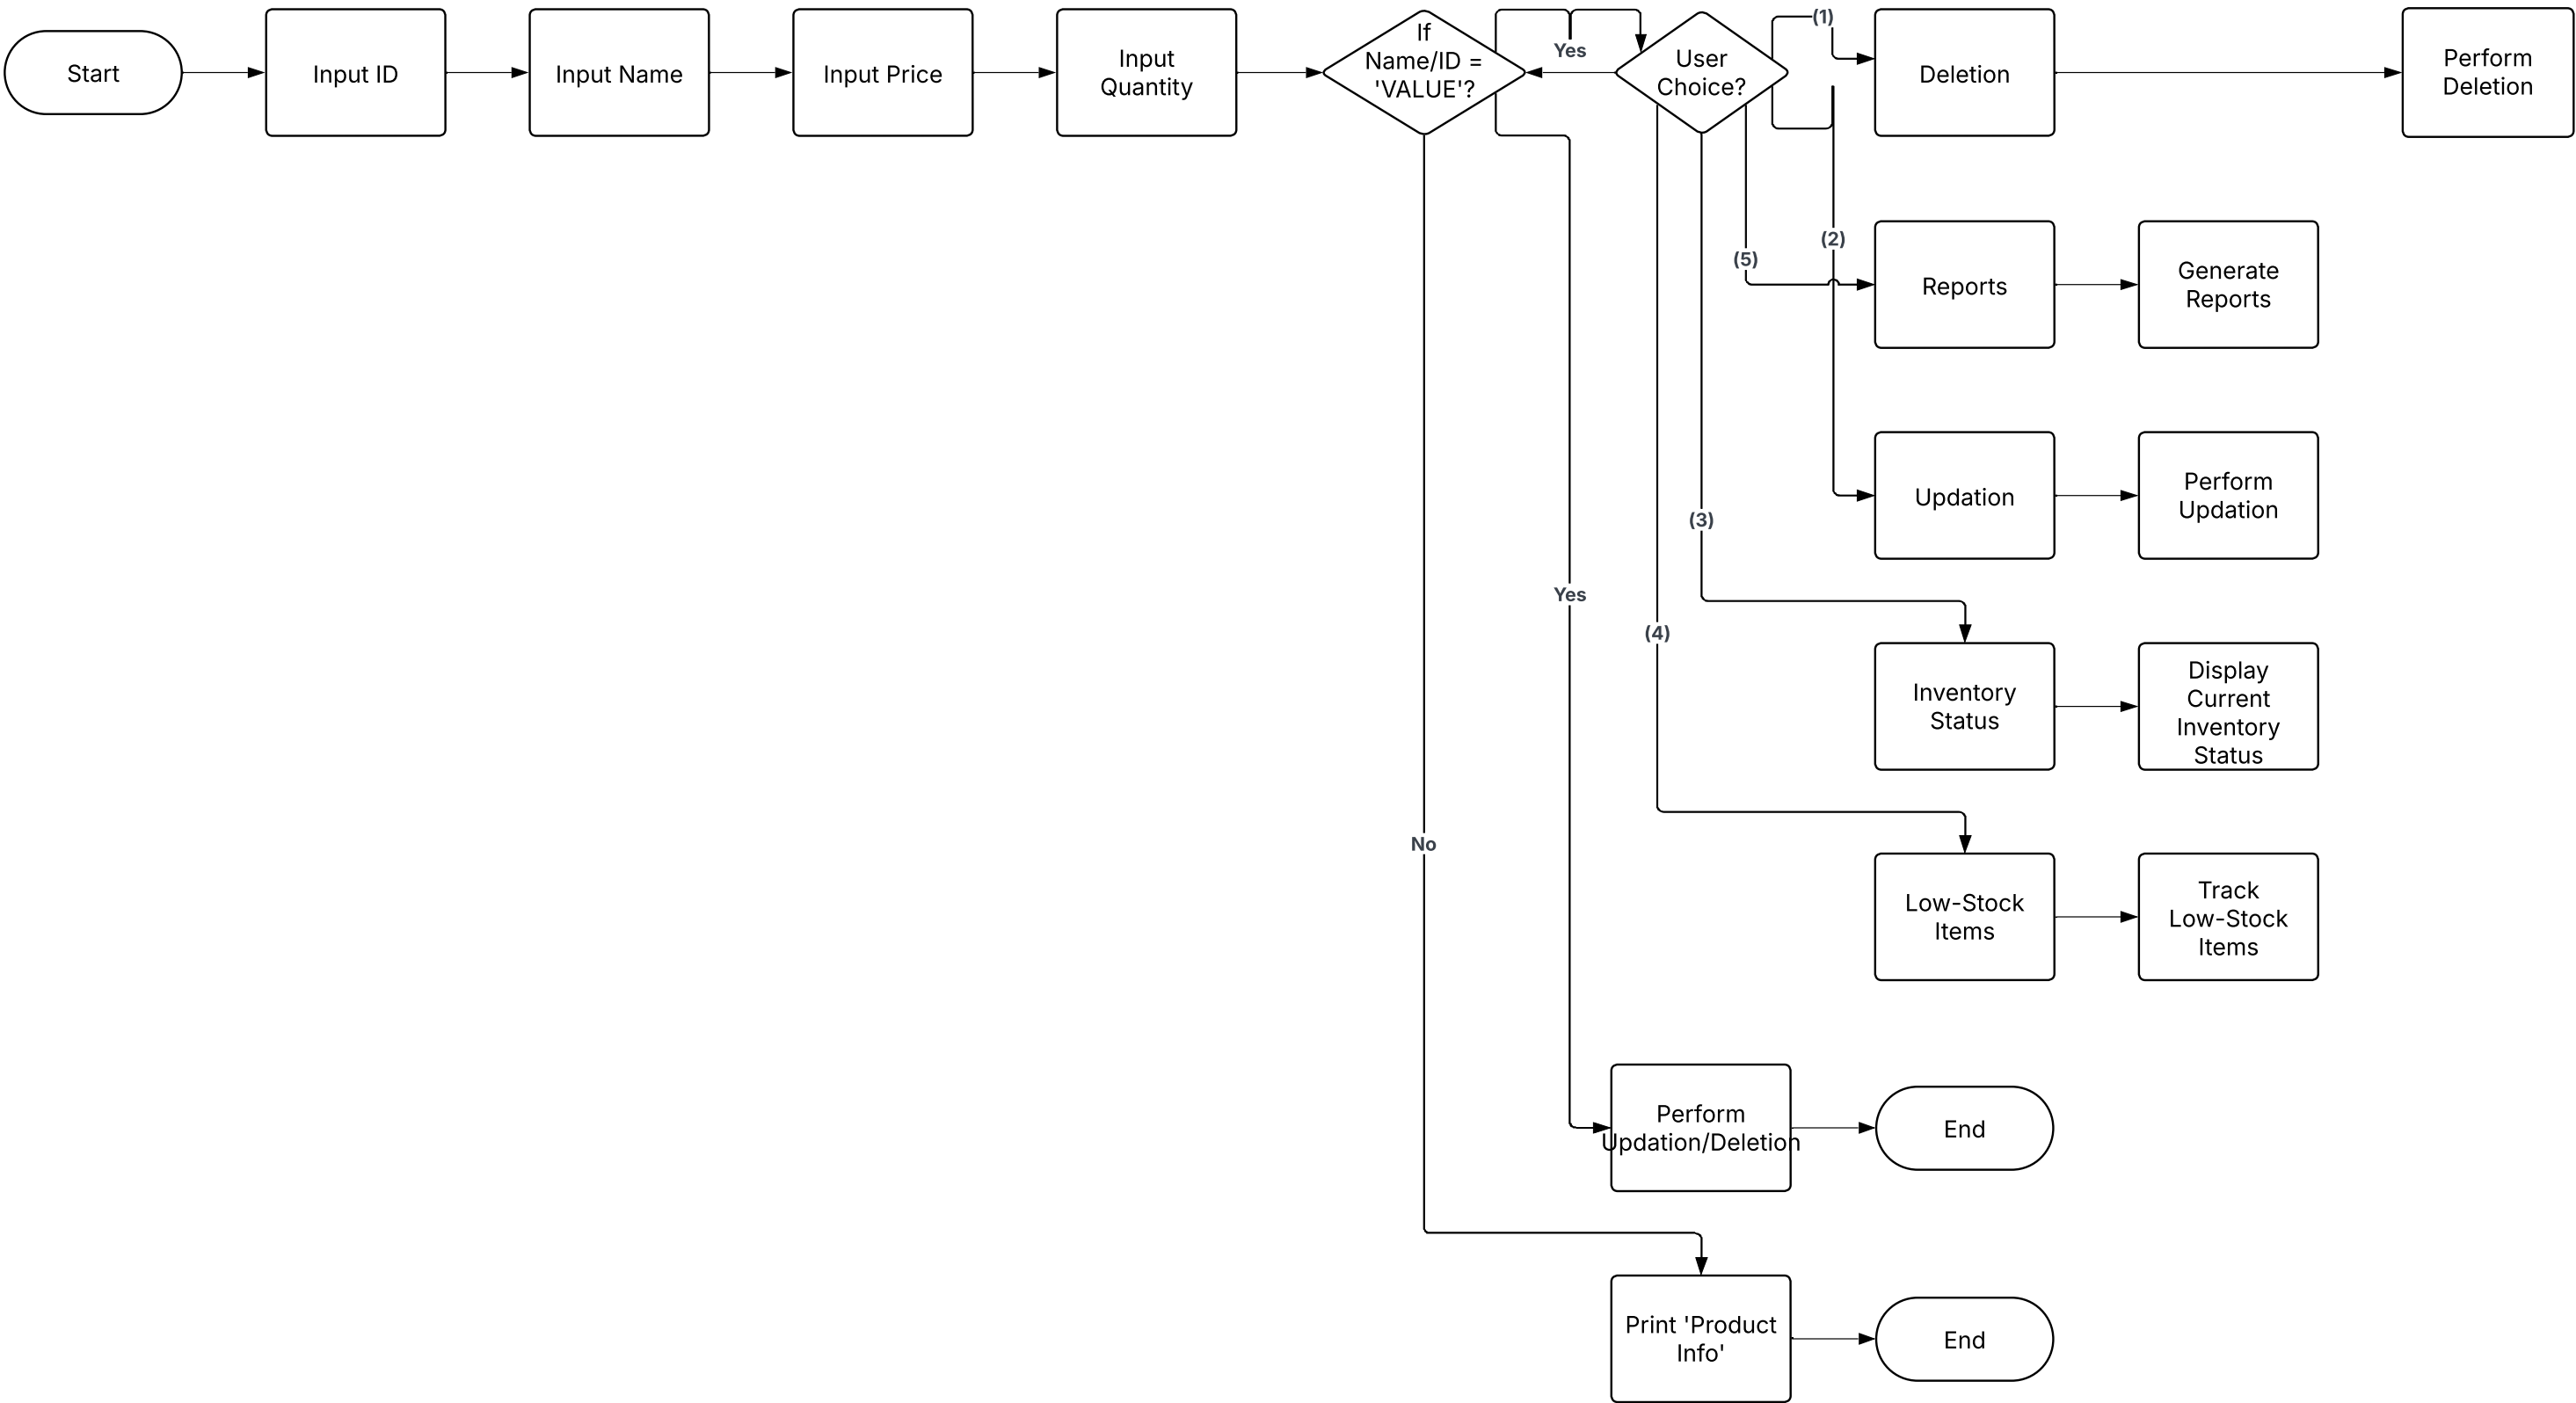 Start
Input ID
Input Name
Input Price
Input
Quantity
If
Name/ID =
'VALUE'?
Yes
User
Choice?
(1)
Deletion
Perform
Deletion
(2)
(5)
Reports
Generate
Reports
Updation
Perform
Updation
(3)
Yes
(4)
Inventory
Status
Display
Current
Inventory
Status
No
Low-Stock
Items
Track
Low-Stock
Items
Perform
Updation/Deletion
End
Print 'Product
Info'
End